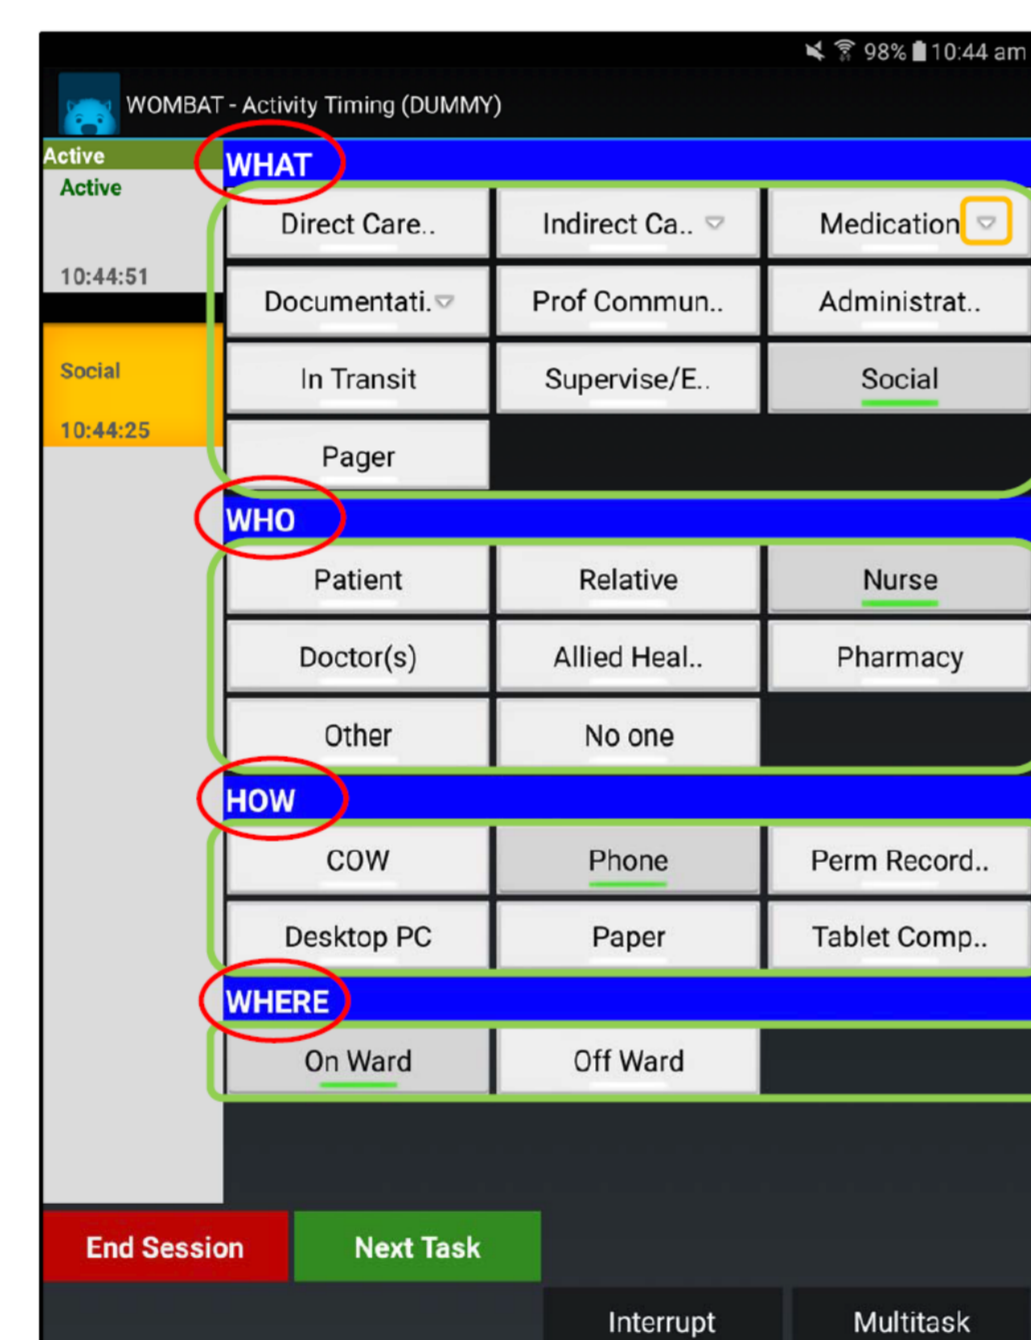 98% 10:44 am
WOMBAT - Activity Timing (DUMMY)
Active
Active
10:44:51
Social
10:44:25
WHAT
Direct Care.. Indirect Ca.. Medication
Documentati. Prof Commun.. Administrat..
In Transit Supervise/E.. Social
Pager
WHO
Patient Relative Nurse
Doctor(s) Allied Heal.. Pharmacy
Other No one
HOW
COW Phone Perm Record..
Desktop PC Paper Tablet Comp..
WHERE
On Ward Off Ward
End Session Next Task
Interrupt Multitask